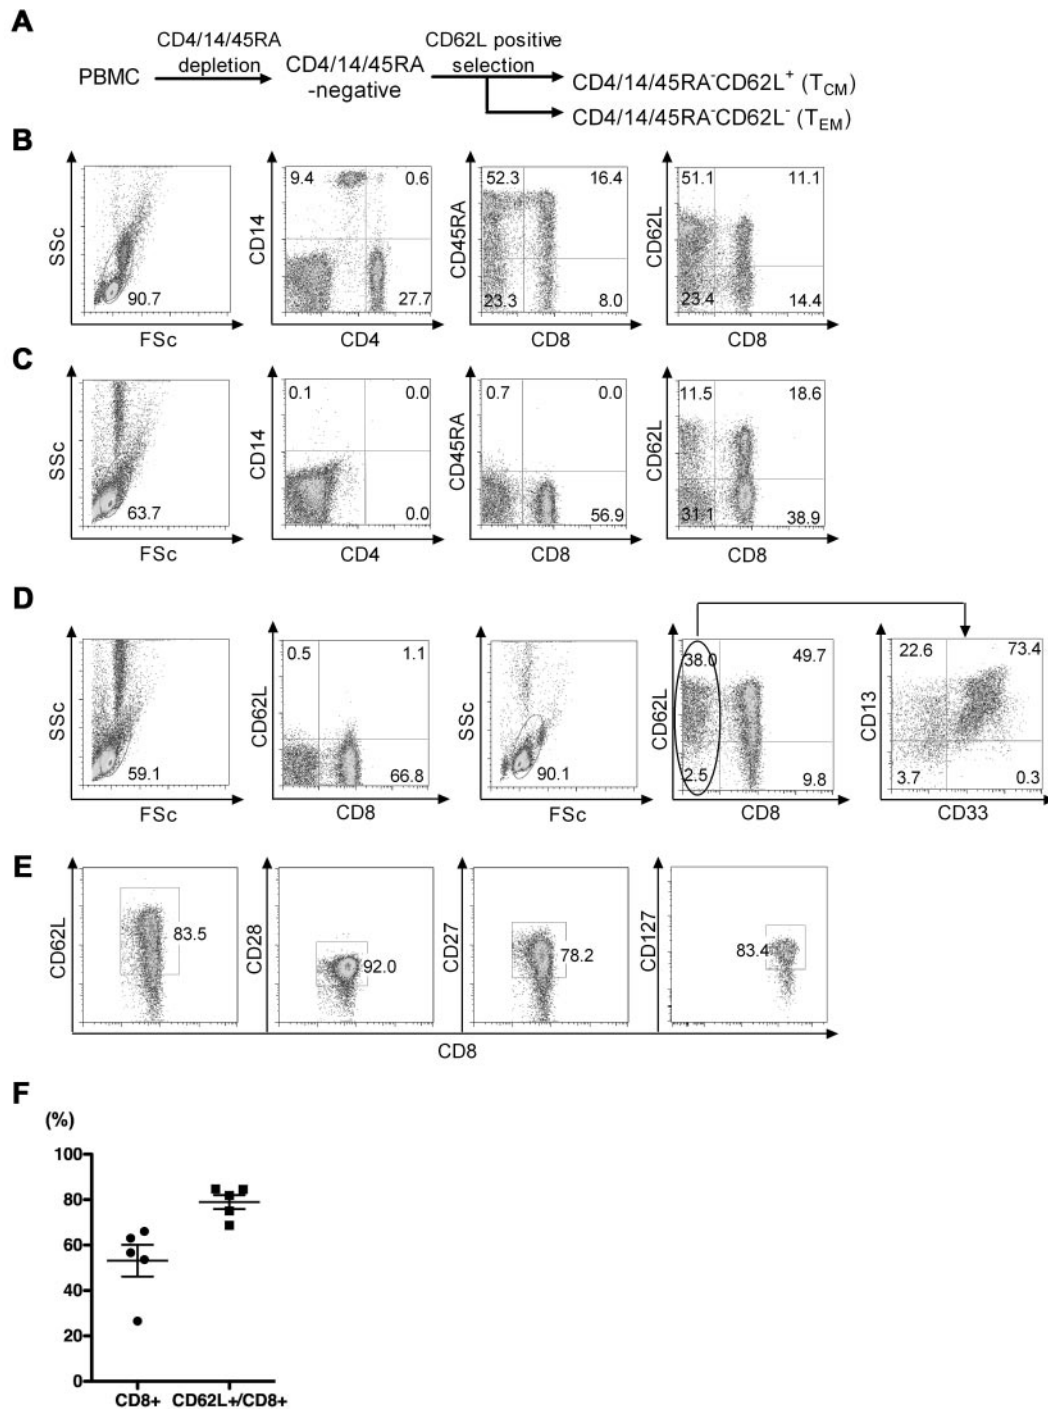 A
PBMC
CD4/14/45RA
depletion
CD4/14/45RA
-negative
CD62L positive
selection
CD4/14/45RA⁻CD62L⁺ (T_CM)
CD4/14/45RA⁻CD62L⁻ (T_EM)
B
SSc
90.7
FSc
CD14
9.4 0.6
27.7
CD4
CD45RA
52.3 16.4
23.3 8.0
CD8
CD62L
51.1 11.1
23.4 14.4
CD8
C
SSc
63.7
FSc
CD14
0.1 0.0
0.0
CD4
CD45RA
0.7 0.0
56.9
CD8
CD62L
11.5 18.6
31.1 38.9
CD8
D
SSc
59.1
FSc
CD62L
0.5 1.1
66.8
CD8
SSc
90.1
FSc
CD62L
38.0 49.7
2.5 9.8
CD8
CD13
22.6 73.4
3.7 0.3
CD33
E
CD62L
83.5
CD28
92.0
CD27
78.2
CD127
83.4
CD8
F
(%)
100
80
60
40
20
0
CD8+ CD62L+/CD8+